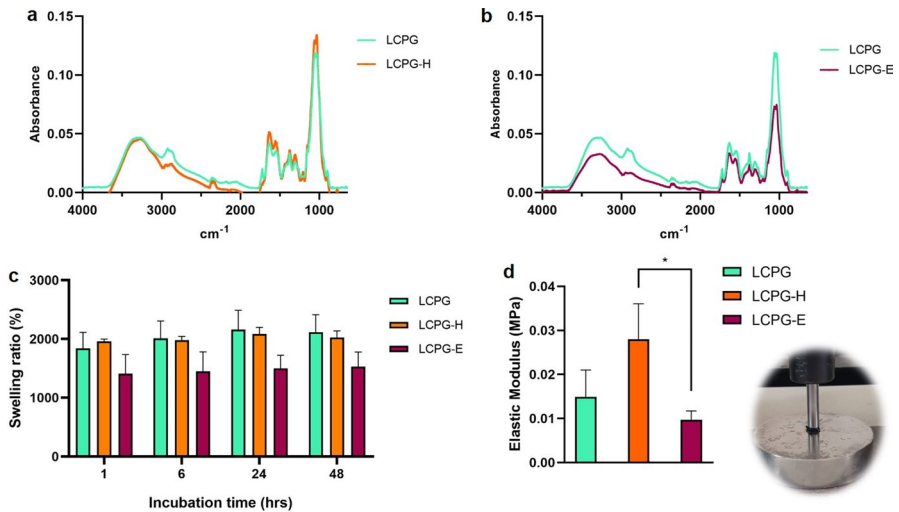 a
0.15
0.10
0.05
0.00
Absorbance
4000 3000 2000 1000
cm-1
LCPG
LCPG-H
b
0.15
0.10
0.05
0.00
Absorbance
4000 3000 2000 1000
cm-1
LCPG
LCPG-E
c
3000
2000
1000
0
Swelling ratio (%)
1 6 24 48
Incubation time (hrs)
LCPG
LCPG-H
LCPG-E
d
0.04
0.03
0.02
0.01
0.00
Elastic Modulus (MPa)
*
LCPG
LCPG-H
LCPG-E